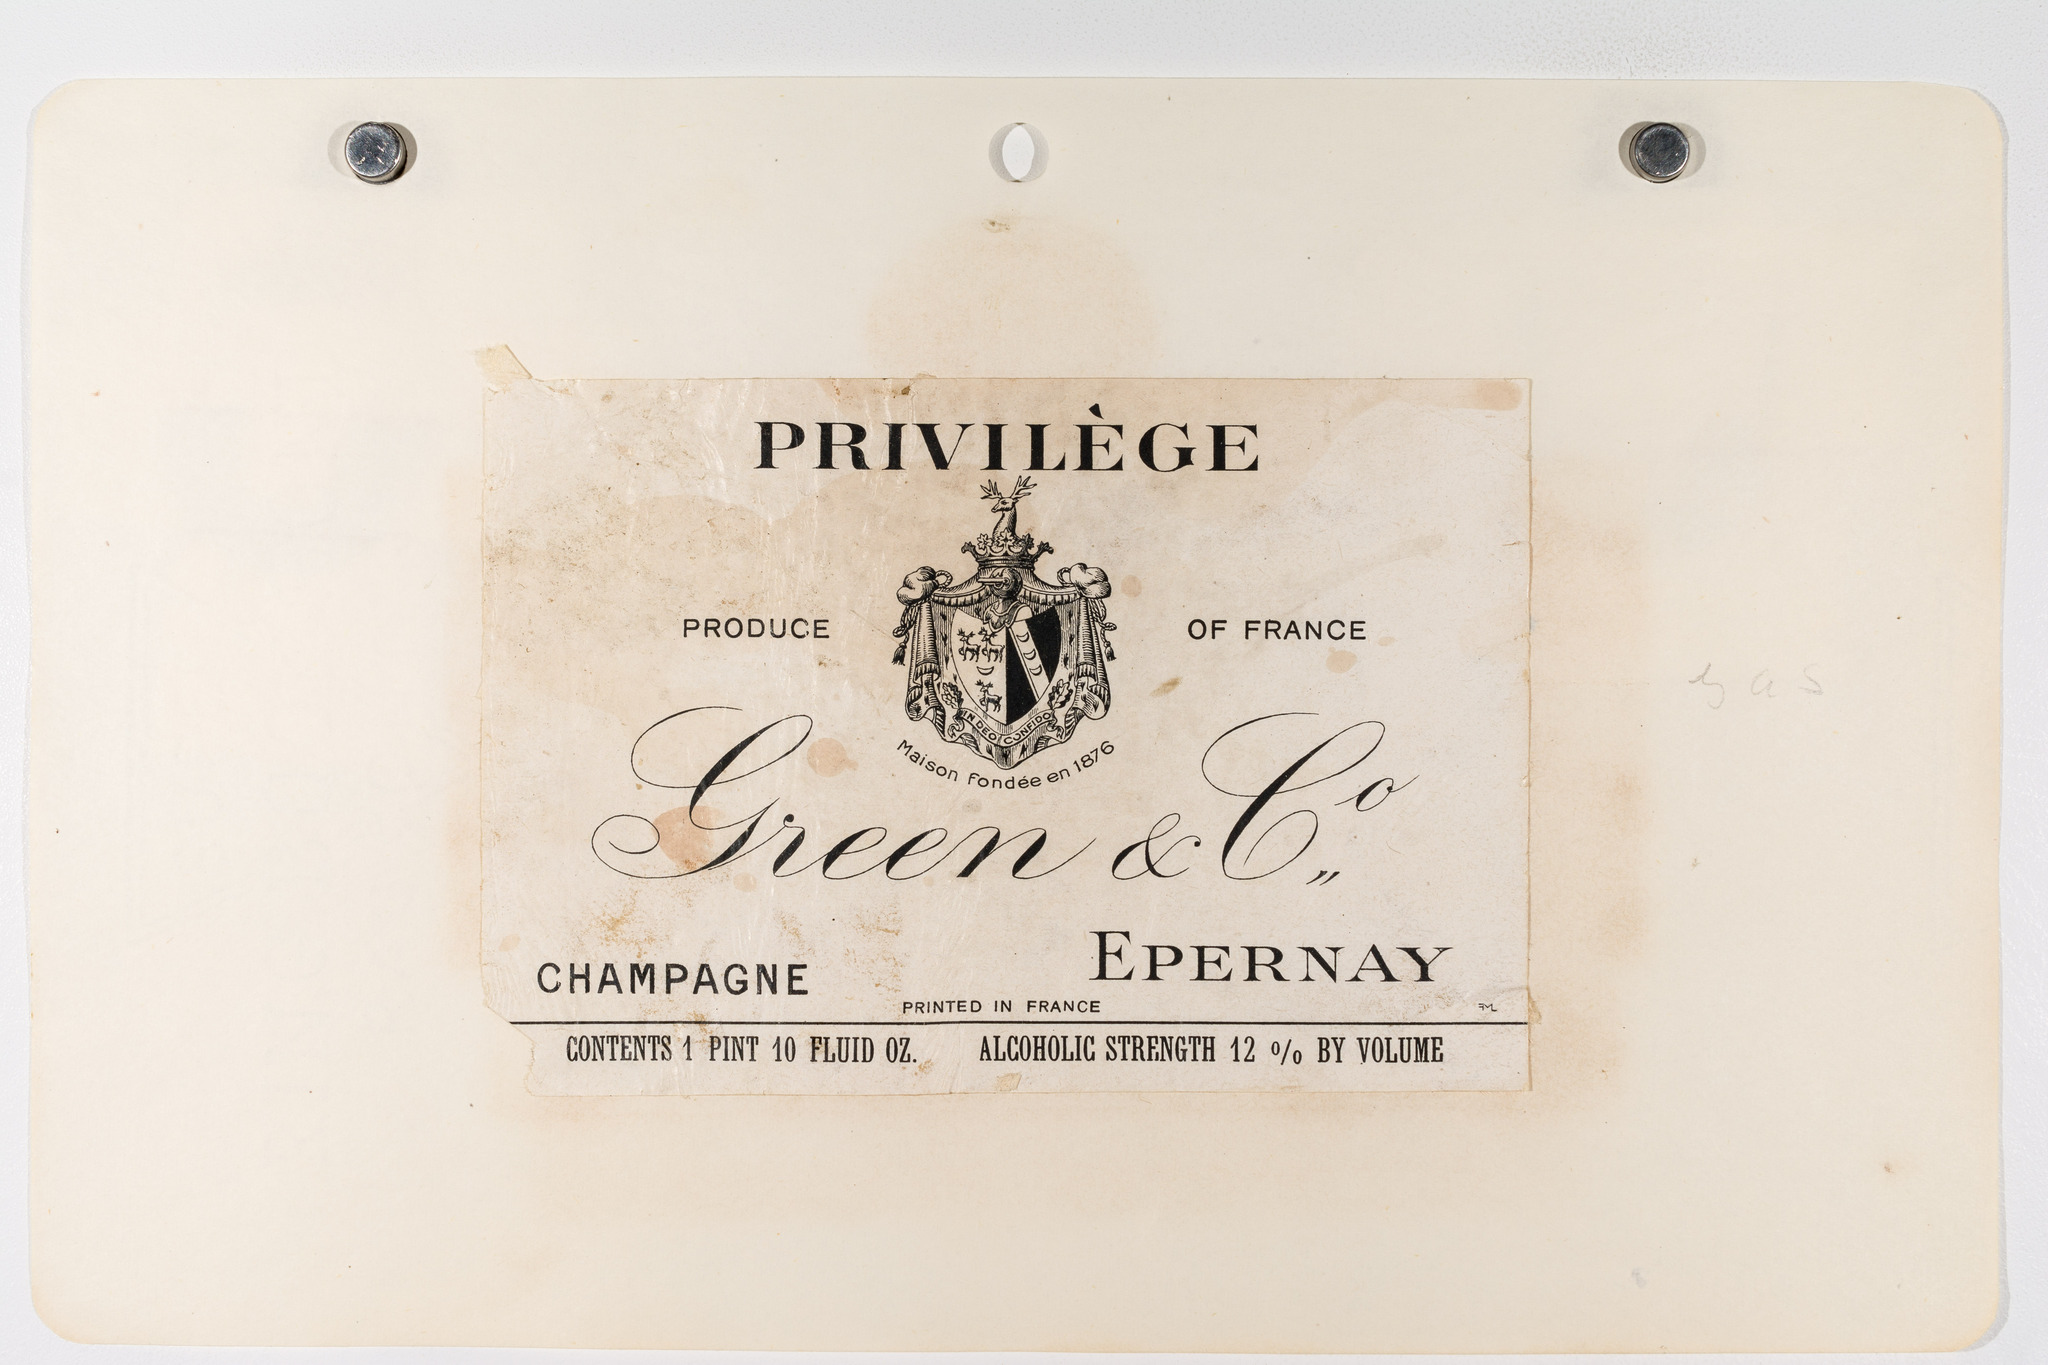 PRIVILÈGE
PRODUCE OF FRANCE
IN DEO CONFIDO
Maison fondée en 1876
Green & Co
CHAMPAGNE EPERNAY
PRINTED IN FRANCE
CONTENTS 1 PINT 10 FLUID OZ. ALCOHOLIC STRENGTH 12 % BY VOLUME